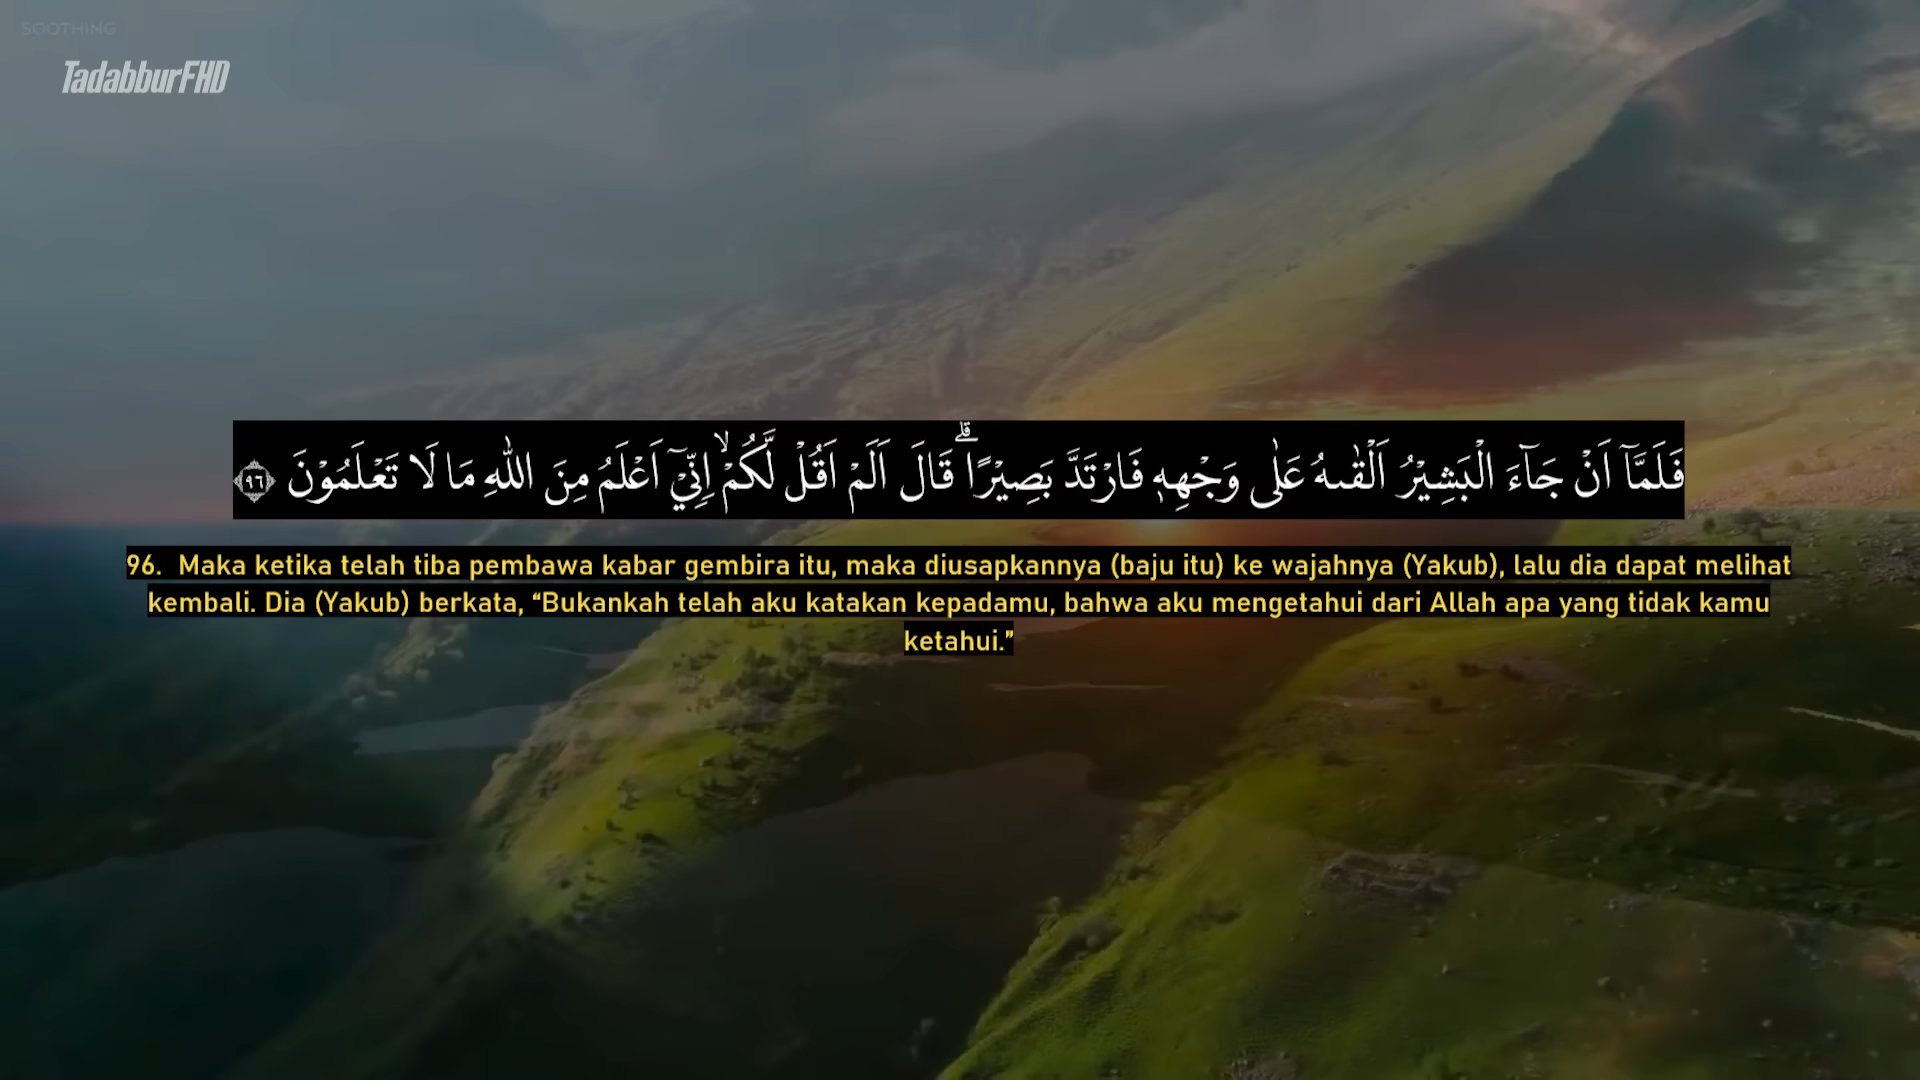 SOOTHING
TadabburFHD
فَلَمَّآ اَنْ جَآءَ الْبَشِيْرُ اَلْقٰىهُ عَلٰى وَجْهِهٖ فَارْتَدَّ بَصِيْرًاۗ قَالَ اَلَمْ اَقُلْ لَّكُمْۙ اِنِّيْٓ اَعْلَمُ مِنَ اللّٰهِ مَا لَا تَعْلَمُوْنَ ٩٦
96. Maka ketika telah tiba pembawa kabar gembira itu, maka diusapkannya (baju itu) ke wajahnya (Yakub), lalu dia dapat melihat
kembali. Dia (Yakub) berkata, “Bukankah telah aku katakan kepadamu, bahwa aku mengetahui dari Allah apa yang tidak kamu
ketahui.”